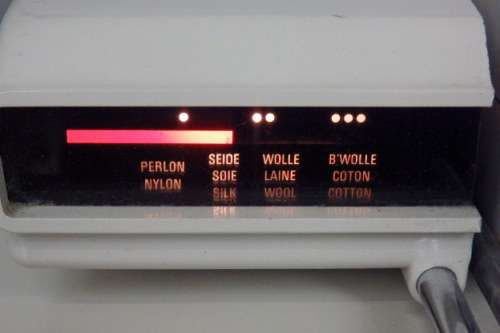 PERLON SEIDE WOLLE B'WOLLE
NYLON SOIE LAINE COTON
SILK WOOL COTTON